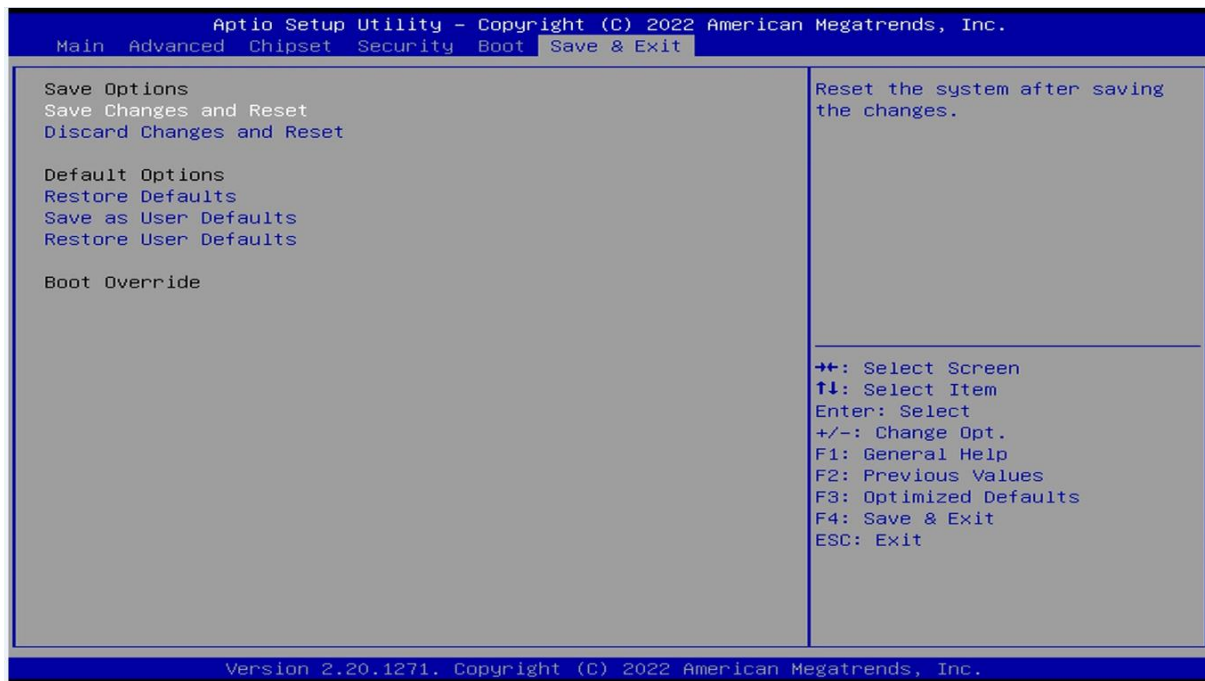 Aptio Setup Utility – Copyright (C) 2022 American Megatrends, Inc.
Main Advanced Chipset Security Boot Save & Exit
Save Options
Save Changes and Reset
Discard Changes and Reset
Default Options
Restore Defaults
Save as User Defaults
Restore User Defaults
Boot Override
Reset the system after saving
the changes.
→←: Select Screen
↑↓: Select Item
Enter: Select
+/-: Change Opt.
F1: General Help
F2: Previous Values
F3: Optimized Defaults
F4: Save & Exit
ESC: Exit
Version 2.20.1271. Copyright (C) 2022 American Megatrends, Inc.